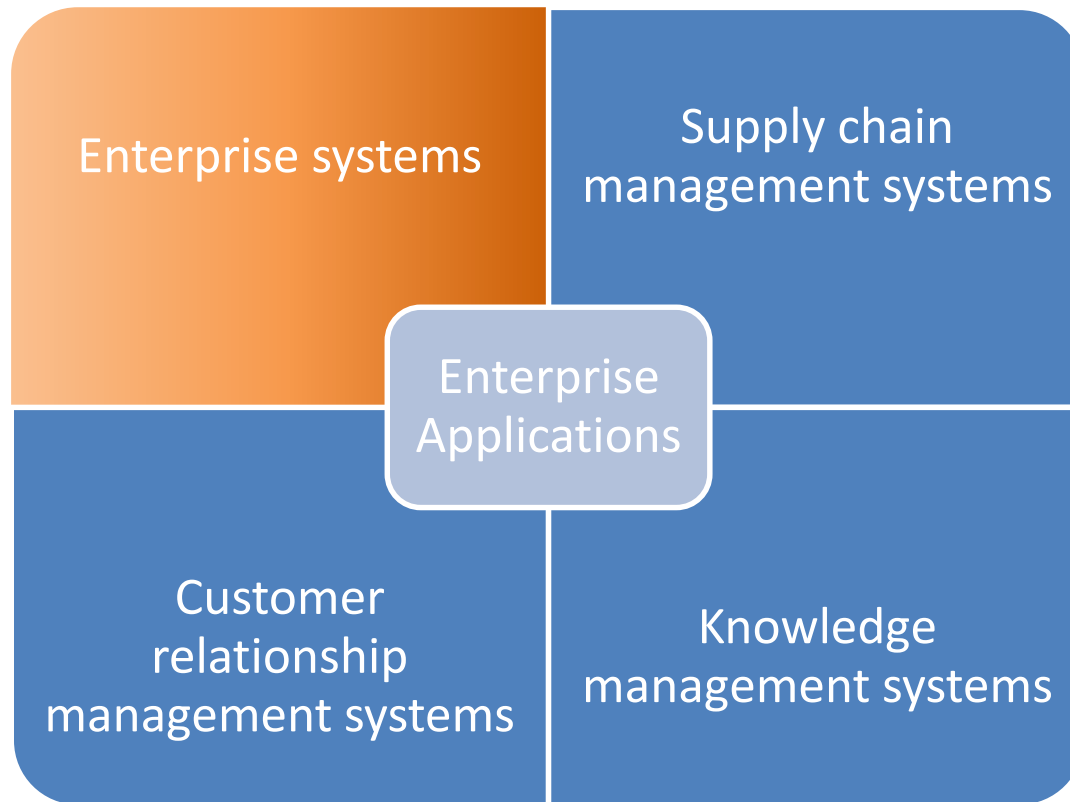 Enterprise systems
Supply chain
management systems
Enterprise
Applications
Customer
relationship
management systems
Knowledge
management systems